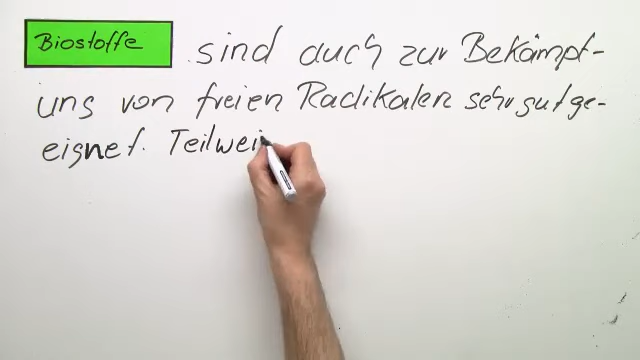 Biostoffe sind auch zur Bekämpf-
ung von freien Radikalen sehr gut ge-
eignet. Teilwei